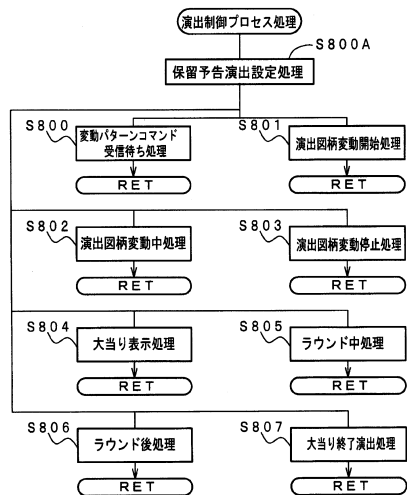 演出制御プロセス処理
S800A
保留予告演出設定処理
S800
変動パターンコマンド
受信待ち処理
RET
S801
演出図柄変動開始処理
RET
S802
演出図柄変動中処理
RET
S803
演出図柄変動停止処理
RET
S804
大当り表示処理
RET
S805
ラウンド中処理
RET
S806
ラウンド後処理
RET
S807
大当り終了演出処理
RET